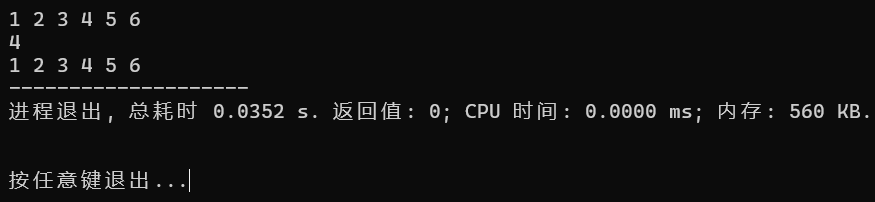 1 2 3 4 5 6
4
1 2 3 4 5 6
--------------------
进程退出, 总耗时 0.0352 s. 返回值: 0; CPU 时间: 0.0000 ms; 内存: 560 KB.
按任意键退出...